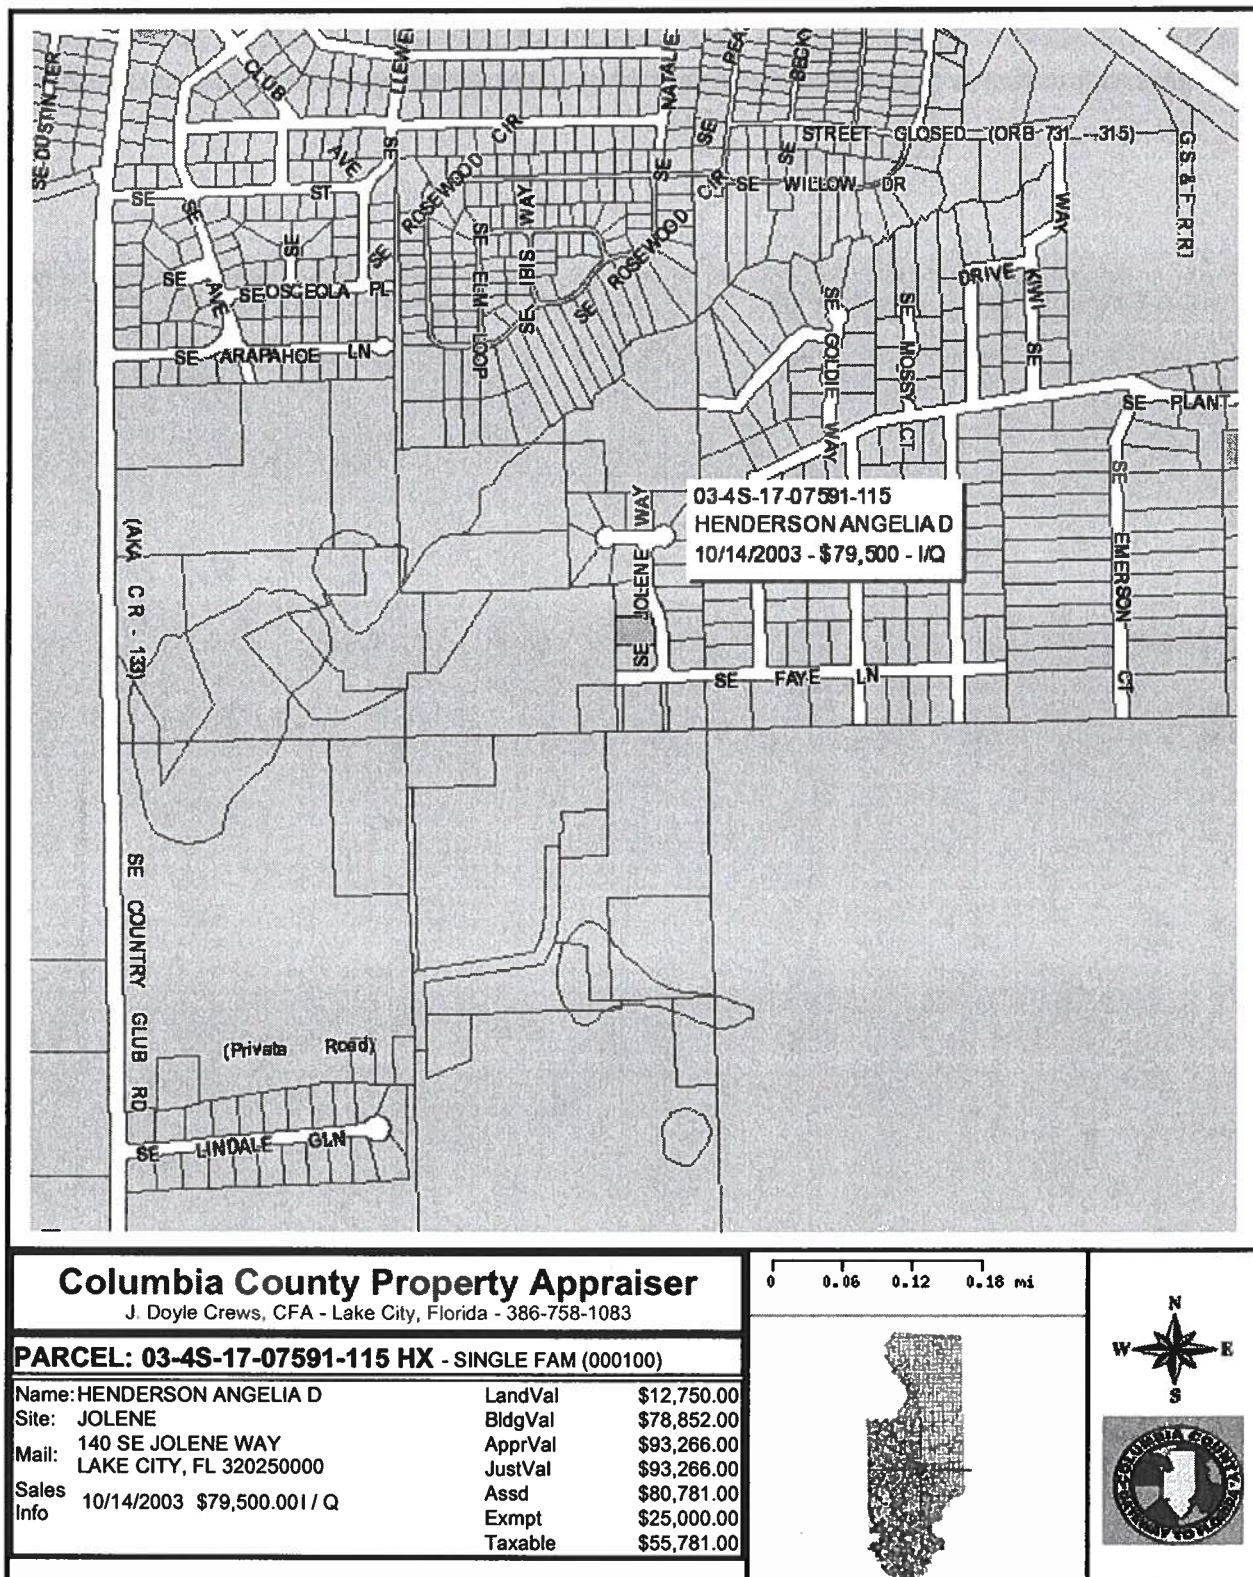 SE DUSTIN TER
CLUB
AVE
LLEWE
SE
CIR
NATALIE
PEA
BECKY
SE
SE
SE
STREET CLOSED (ORB 731 - 315)
G.S & F. R.R.
SE
ST
SE
ROSEWOOD
CIR
SE WILLOW DR
WAY
SE
SE
SE
SE
AVE
SE OSCEOLA PL
SE ELM LOOP
SE IBIS WAY
SE ROSEWOOD
DRIVE
KIWI SE
SE ARAPAHOE LN
SE GOLDIE WAY
SE MOSSY CT
SE PLANT
03-4S-17-07591-115
HENDERSON ANGELIA D
10/14/2003 - $79,500 - I/Q
SE JOLENE WAY
SE EMERSON CT
SE FAYE LN
(AKA C R - 133)
SE COUNTRY CLUB RD
(Private Road)
SE LINDALE GLN
Columbia County Property Appraiser
J. Doyle Crews, CFA - Lake City, Florida - 386-758-1083
0 0.06 0.12 0.18 mi
PARCEL: 03-4S-17-07591-115 HX - SINGLE FAM (000100)
Name: HENDERSON ANGELIA D LandVal $12,750.00
Site: JOLENE BldgVal $78,852.00
Mail: 140 SE JOLENE WAY ApprVal $93,266.00
LAKE CITY, FL 320250000 JustVal $93,266.00
Sales Info 10/14/2003 $79,500.00 I / Q Assd $80,781.00
Exmpt $25,000.00
Taxable $55,781.00
N
W E
S
COLUMBIA COUNTY